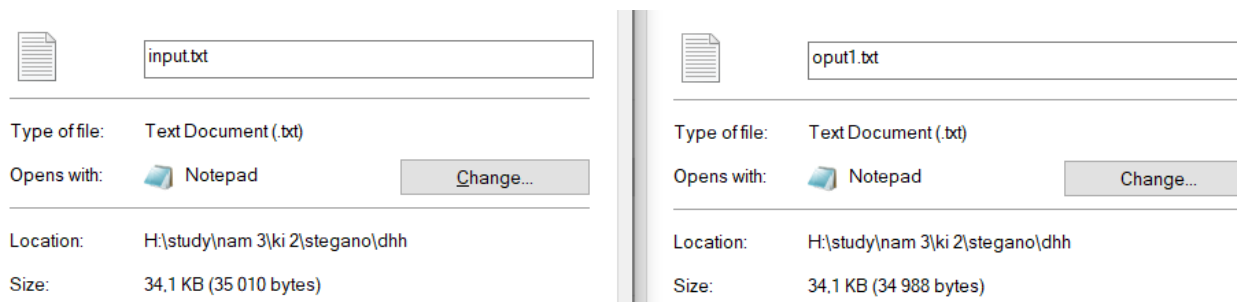 input.txt
Type of file: Text Document (.txt)
Opens with: Notepad Change...
Location: H:\study\nam 3\ki 2\stegano\dhh
Size: 34,1 KB (35 010 bytes)
oput1.txt
Type of file: Text Document (.txt)
Opens with: Notepad Change...
Location: H:\study\nam 3\ki 2\stegano\dhh
Size: 34,1 KB (34 988 bytes)